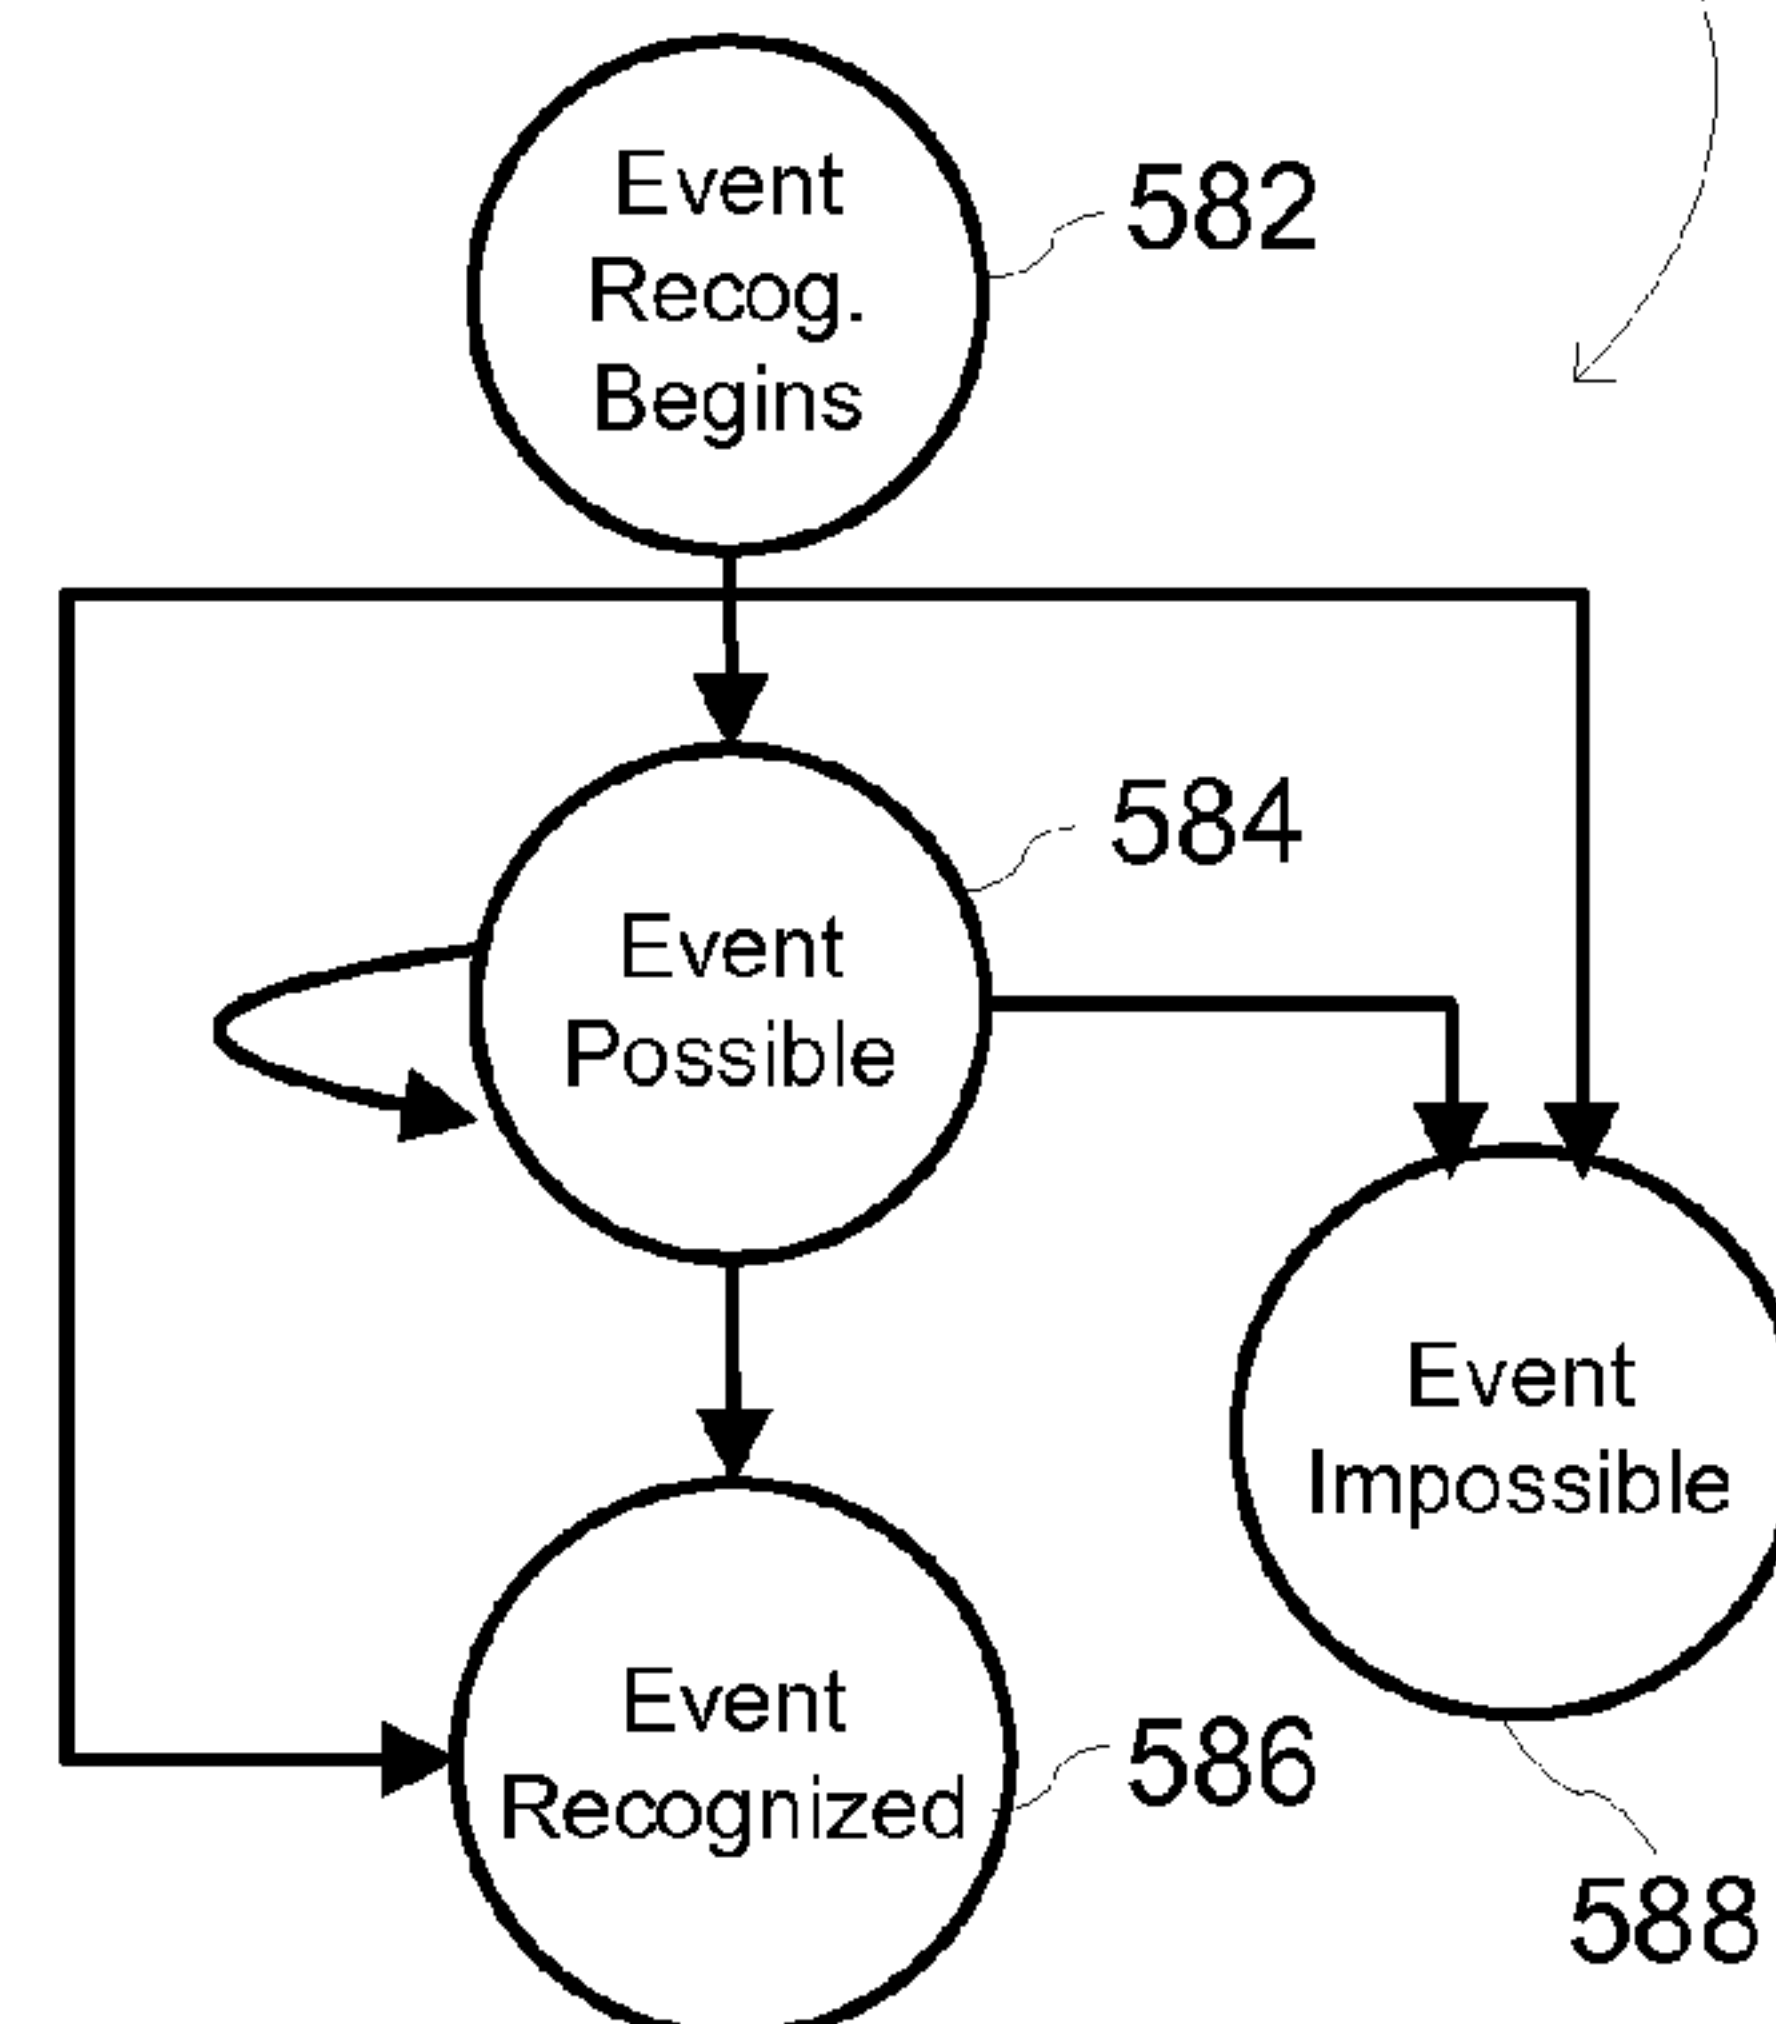 Event
Recog.
Begins
582
584
Event
Possible
Event
Impossible
Event
Recognized
586
588